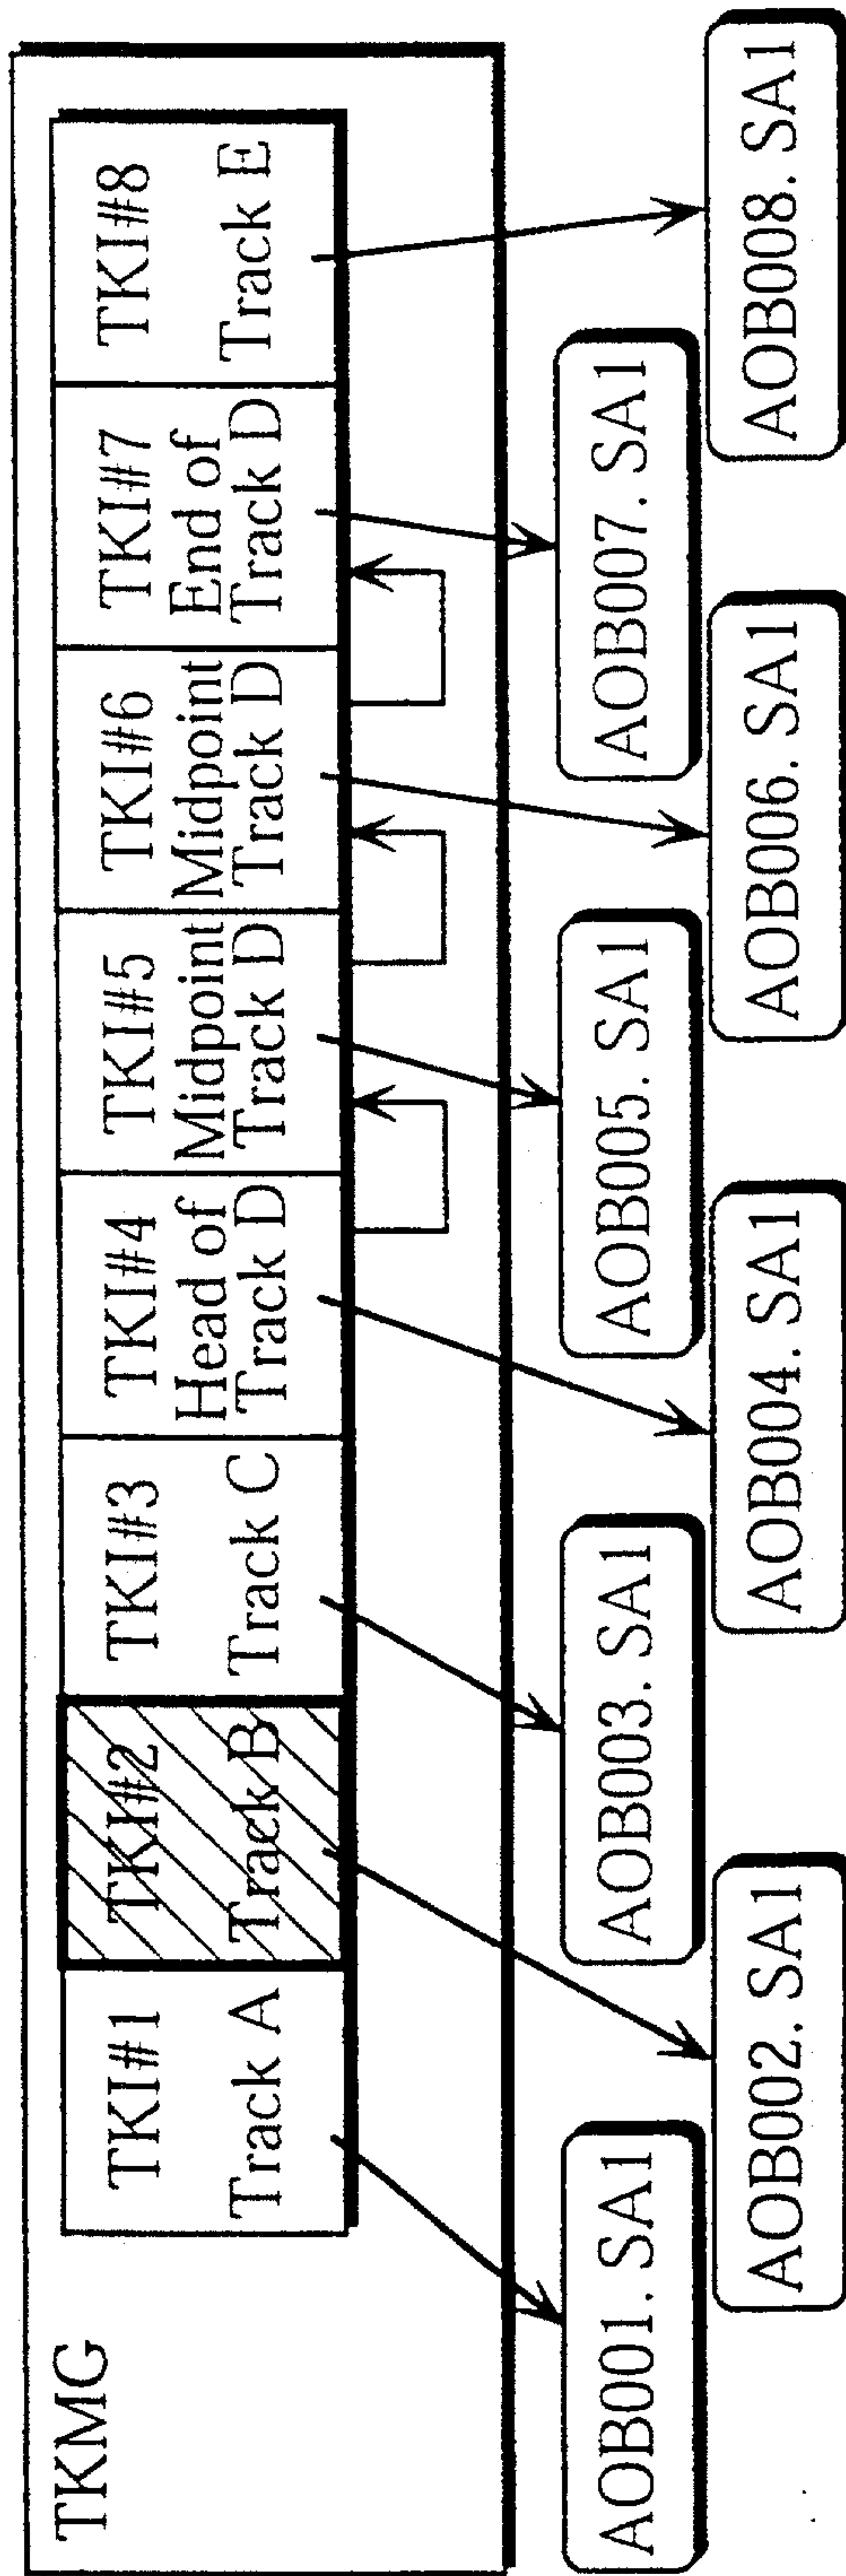 TKMG
TKI#1
Track A
TKI#2
Track B
TKI#3
Track C
TKI#4
Head of
Track D
TKI#5
Midpoint
Track D
TKI#6
Midpoint
Track D
TKI#7
End of
Track D
TKI#8
Track E
AOB001. SA1
AOB002. SA1
AOB003. SA1
AOB004. SA1
AOB005. SA1
AOB006. SA1
AOB007. SA1
AOB008. SA1